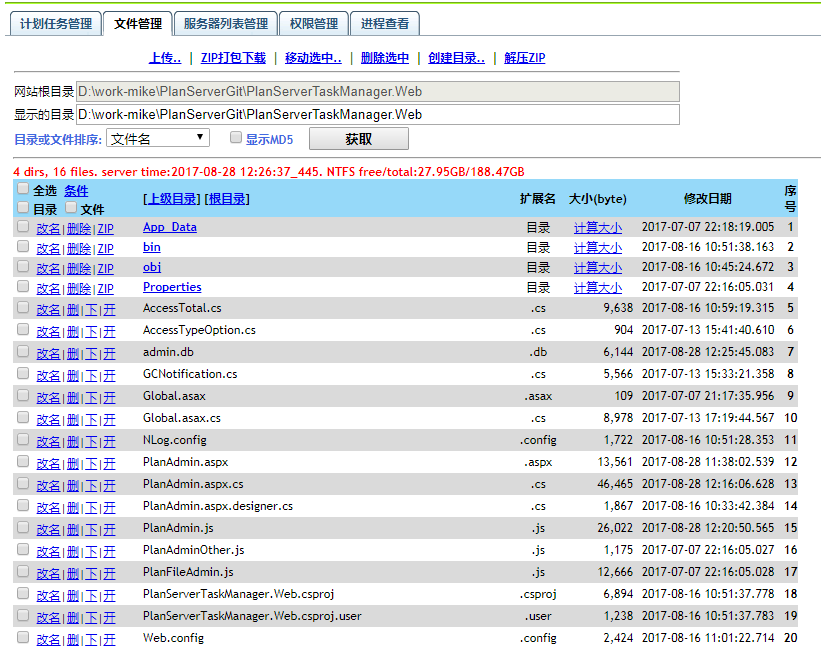 计划任务管理 文件管理 服务器列表管理 权限管理 进程查看
上传.. | ZIP打包下载 | 移动选中.. | 删除选中 | 创建目录.. | 解压ZIP
网站根目录 D:\work-mike\PlanServerGit\PlanServerTaskManager.Web
显示的目录 D:\work-mike\PlanServerGit\PlanServerTaskManager.Web
目录或文件排序: 文件名 显示MD5 获取
4 dirs, 16 files. server time:2017-08-28 12:26:37_445. NTFS free/total:27.95GB/188.47GB
全选 条件 目录 文件 [上级目录] [根目录] 扩展名 大小(byte) 修改日期 序号
改名|删除|ZIP App_Data 目录 计算大小 2017-07-07 22:18:19.005 1
改名|删除|ZIP bin 目录 计算大小 2017-08-16 10:51:38.163 2
改名|删除|ZIP obj 目录 计算大小 2017-08-16 10:45:24.672 3
改名|删除|ZIP Properties 目录 计算大小 2017-07-07 22:16:05.031 4
改名|删|下|开 AccessTotal.cs .cs 9,638 2017-08-16 10:59:19.315 5
改名|删|下|开 AccessTypeOption.cs .cs 904 2017-07-13 15:41:40.610 6
改名|删|下|开 admin.db .db 6,144 2017-08-28 12:25:45.083 7
改名|删|下|开 GCNotification.cs .cs 5,566 2017-07-13 15:33:21.358 8
改名|删|下|开 Global.asax .asax 109 2017-07-07 21:17:35.956 9
改名|删|下|开 Global.asax.cs .cs 8,978 2017-07-13 17:19:44.567 10
改名|删|下|开 NLog.config .config 1,722 2017-08-16 10:51:28.353 11
改名|删|下|开 PlanAdmin.aspx .aspx 13,561 2017-08-28 11:38:02.539 12
改名|删|下|开 PlanAdmin.aspx.cs .cs 46,465 2017-08-28 12:16:06.628 13
改名|删|下|开 PlanAdmin.aspx.designer.cs .cs 1,867 2017-08-16 10:33:42.384 14
改名|删|下|开 PlanAdmin.js .js 26,022 2017-08-28 12:20:50.565 15
改名|删|下|开 PlanAdminOther.js .js 1,175 2017-07-07 22:16:05.027 16
改名|删|下|开 PlanFileAdmin.js .js 12,666 2017-07-07 22:16:05.028 17
改名|删|下|开 PlanServerTaskManager.Web.csproj .csproj 6,894 2017-08-16 10:51:37.778 18
改名|删|下|开 PlanServerTaskManager.Web.csproj.user .user 1,238 2017-08-16 10:51:37.783 19
改名|删|下|开 Web.config .config 2,424 2017-08-16 11:01:22.714 20